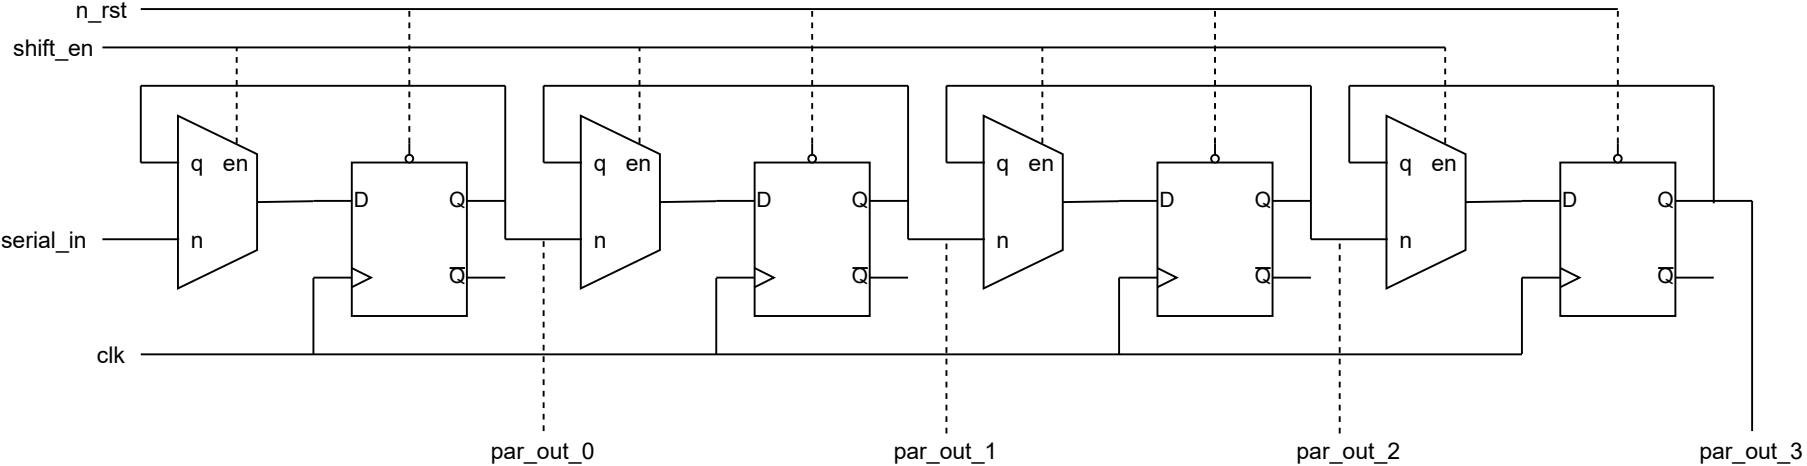 n_rst
shift_en
q en
q en
q en
q en
D Q
D Q
D Q
D Q
serial_in
n
n
n
n
Q̅
Q̅
Q̅
Q̅
clk
par_out_0 par_out_1 par_out_2 par_out_3